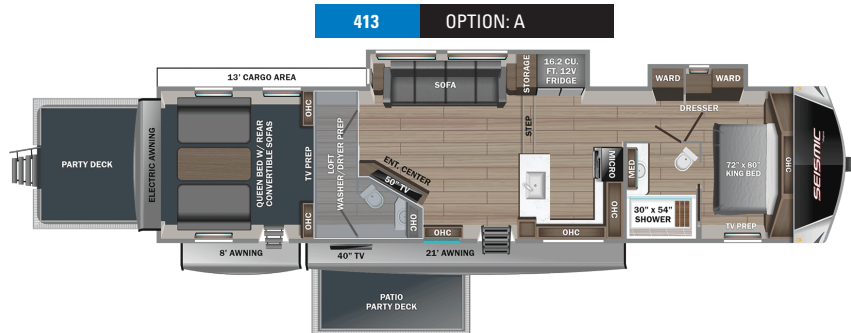 413
OPTION: A
13' CARGO AREA
SOFA
STORAGE
16.2 CU.
FT. 12V
FRIDGE
WARD
WARD
DRESSER
PARTY DECK
ELECTRIC AWNING
QUEEN BED W/ REAR
CONVERTIBLE SOFAS
OHC
TV PREP
OHC
LOFT
WASHER/DRYER PREP
ENT. CENTER
50" TV
OHC
OHC
STEP
MICRO
OHC
OHC
MED
30" x 54"
SHOWER
72" x 80"
KING BED
OHC
TV PREP
SEISMIC
8' AWNING
40" TV
21' AWNING
PATIO
PARTY DECK